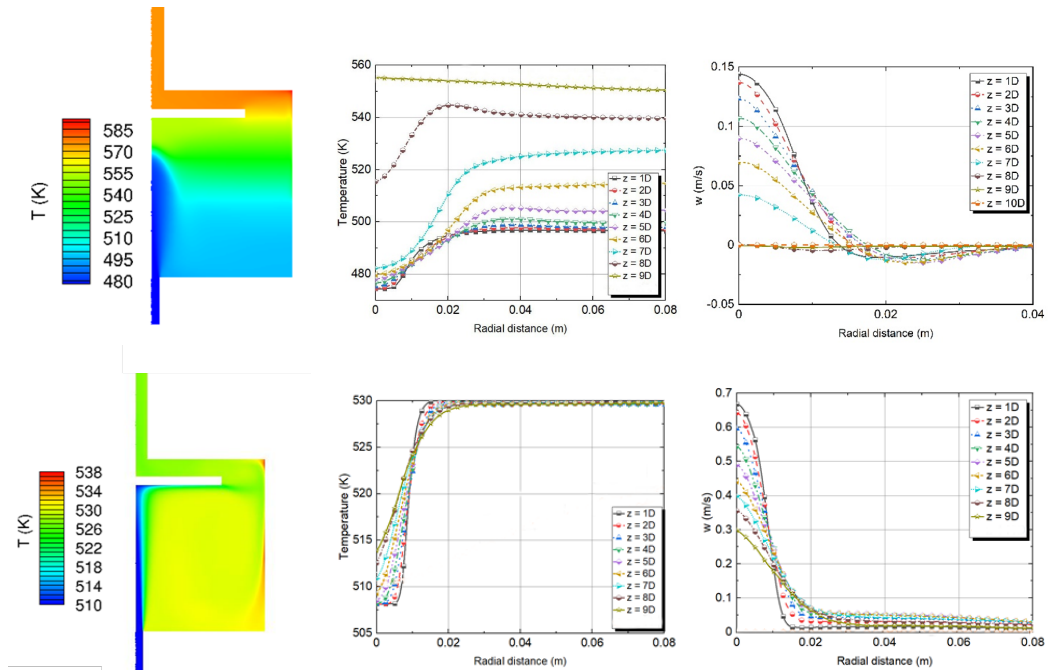 T (K)
585
570
555
540
525
510
495
480
Temperature (K)
560
540
520
500
480
0
0.02
0.04
0.06
0.08
Radial distance (m)
z = 1D
z = 2D
z = 3D
z = 4D
z = 5D
z = 6D
z = 7D
z = 8D
z = 9D
w (m/s)
0.15
0.1
0.05
0
-0.05
0
0.01
0.02
0.03
0.04
Radial distance (m)
z = 1D
z = 2D
z = 3D
z = 4D
z = 5D
z = 6D
z = 7D
z = 8D
z = 9D
z = 10D
T (K)
538
534
530
526
522
518
514
510
Temperature (K)
530
525
520
515
510
505
0
0.02
0.04
0.06
0.08
Radial distance (m)
z = 1D
z = 2D
z = 3D
z = 4D
z = 5D
z = 6D
z = 7D
z = 8D
z = 9D
w (m/s)
0.7
0.6
0.5
0.4
0.3
0.2
0.1
0
0
0.02
0.04
0.06
0.08
Radial distance (m)
z = 1D
z = 2D
z = 3D
z = 4D
z = 5D
z = 6D
z = 7D
z = 8D
z = 9D